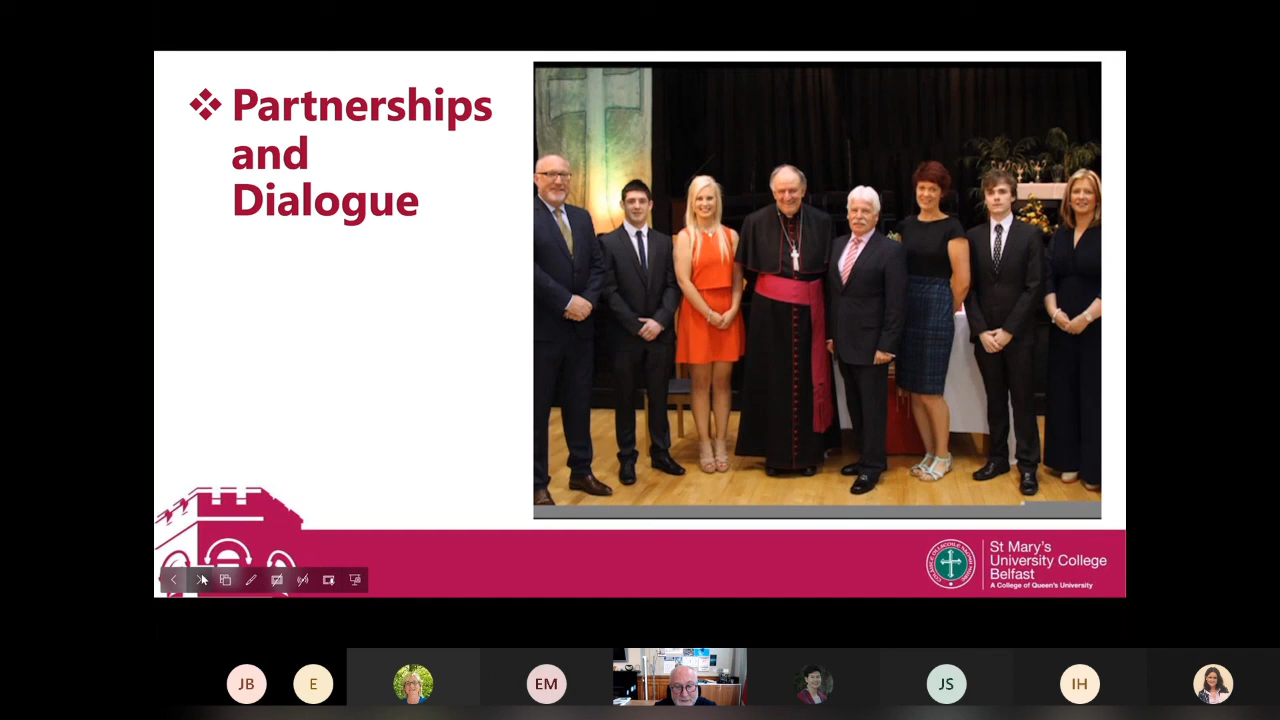 ❖ Partnerships
and
Dialogue
St Mary's
University College
Belfast
A College of Queen's University
JB
E
EM
JS
IH